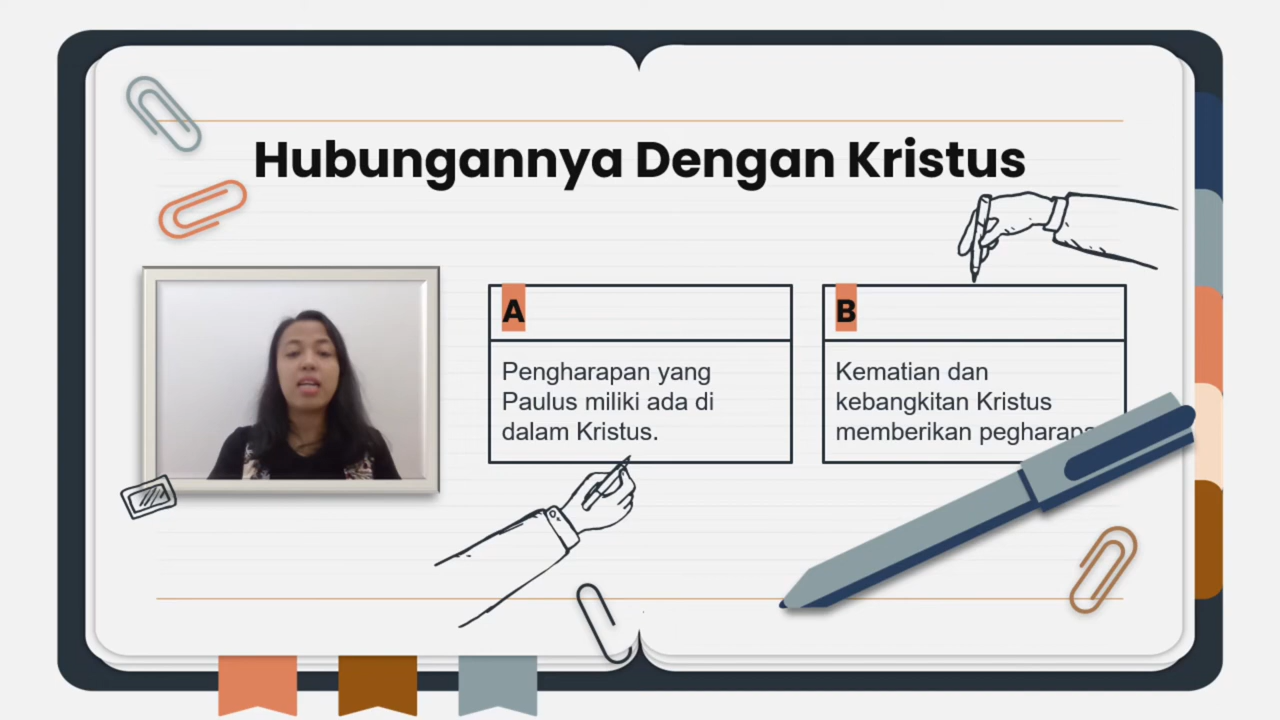 Hubungannya Dengan Kristus
A
Pengharapan yang
Paulus miliki ada di
dalam Kristus.
B
Kematian dan
kebangkitan Kristus
memberikan